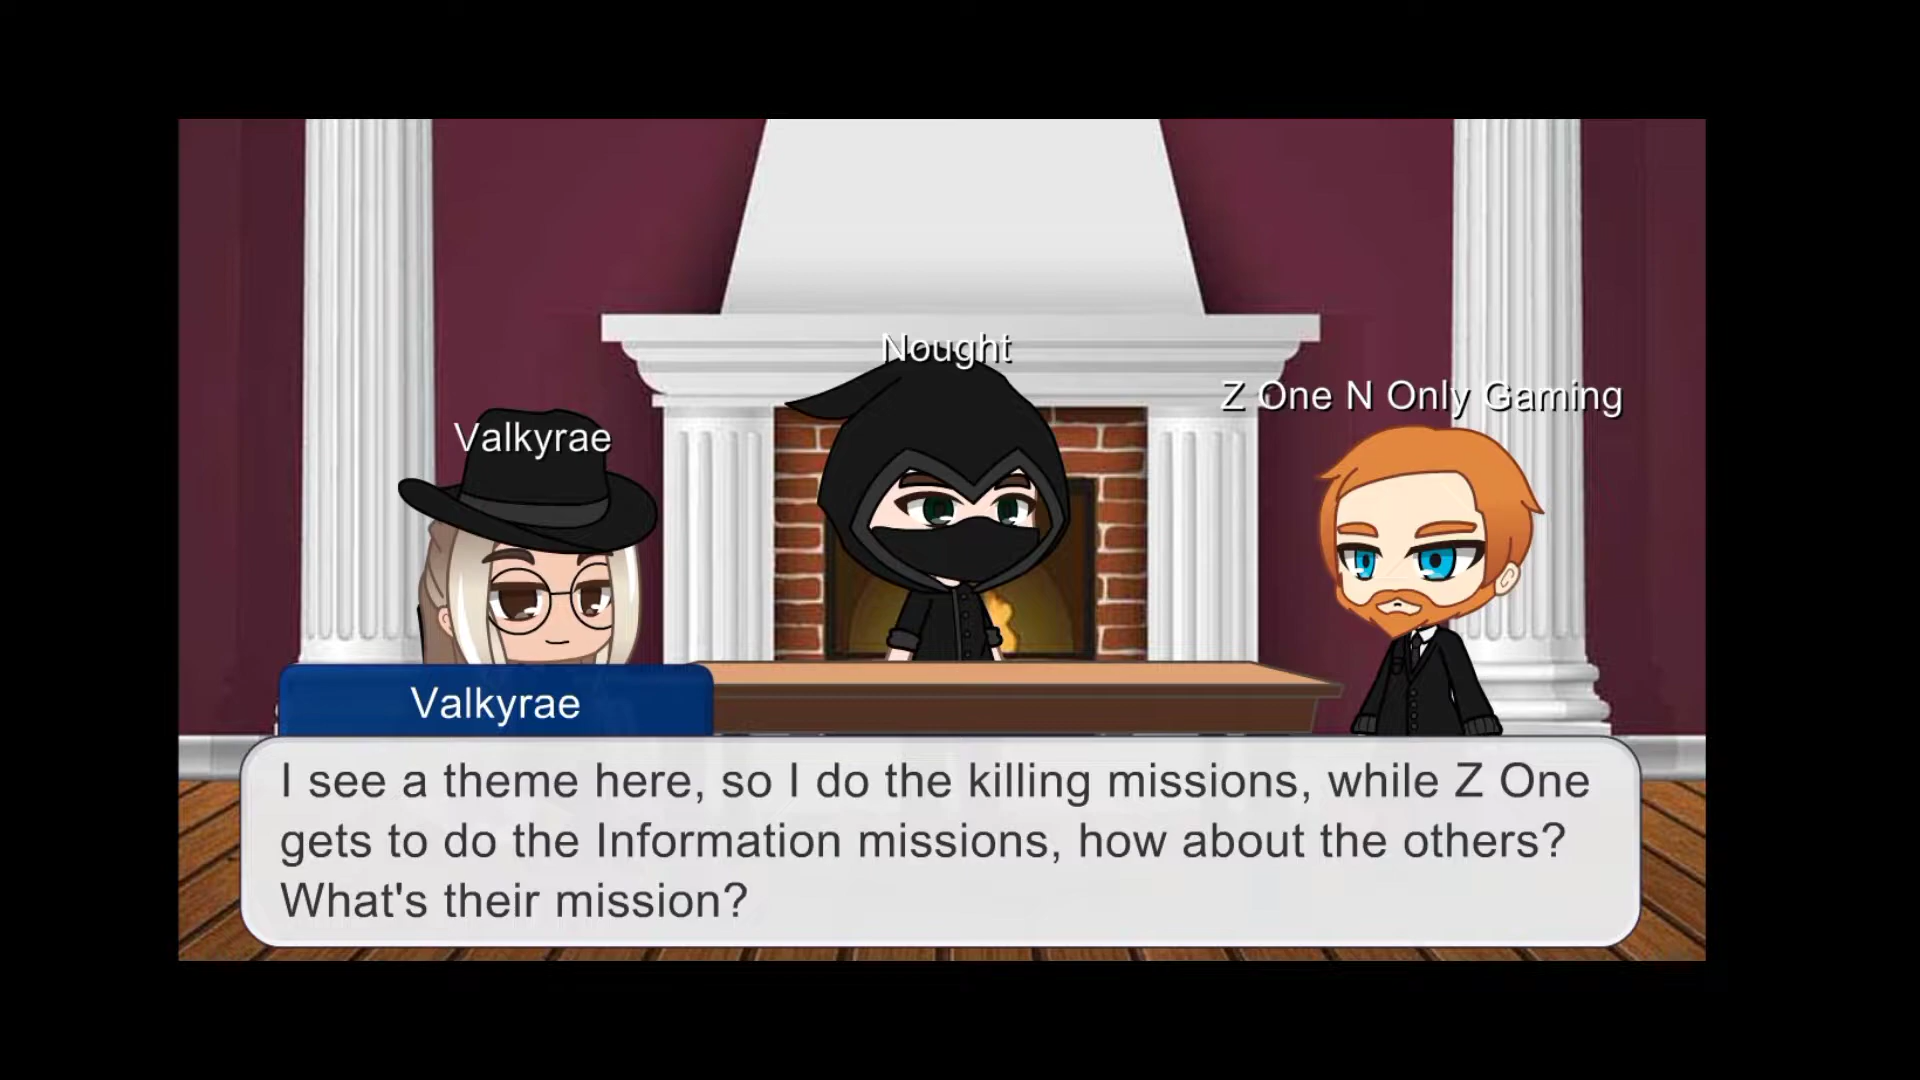 Nought
Z One N Only Gaming
Valkyrae
Valkyrae
I see a theme here, so I do the killing missions, while Z One
gets to do the Information missions, how about the others?
What's their mission?